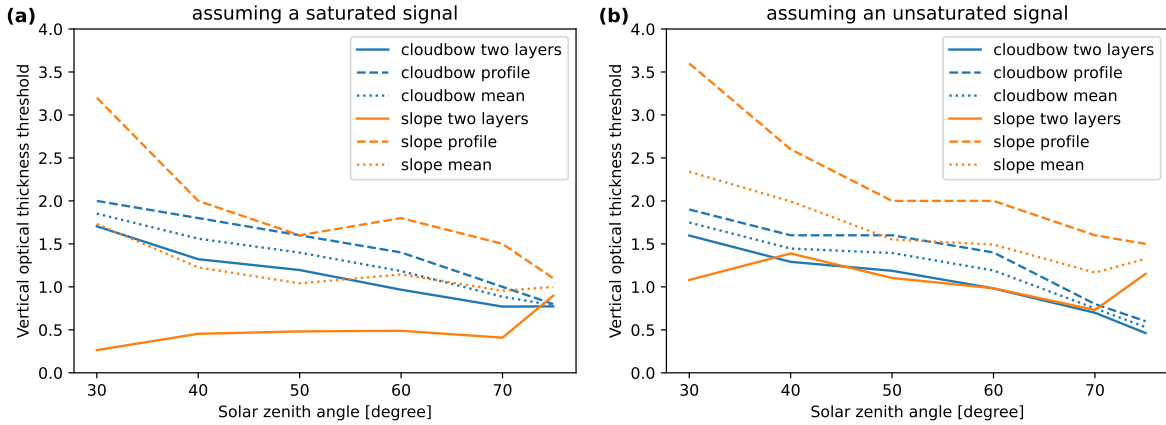 (a)
assuming a saturated signal
4.0
3.5
3.0
2.5
2.0
1.5
1.0
0.5
0.0
Vertical optical thickness threshold
cloudbow two layers
cloudbow profile
cloudbow mean
slope two layers
slope profile
slope mean
30 40 50 60 70
Solar zenith angle [degree]
(b)
assuming an unsaturated signal
4.0
3.5
3.0
2.5
2.0
1.5
1.0
0.5
0.0
Vertical optical thickness threshold
cloudbow two layers
cloudbow profile
cloudbow mean
slope two layers
slope profile
slope mean
30 40 50 60 70
Solar zenith angle [degree]